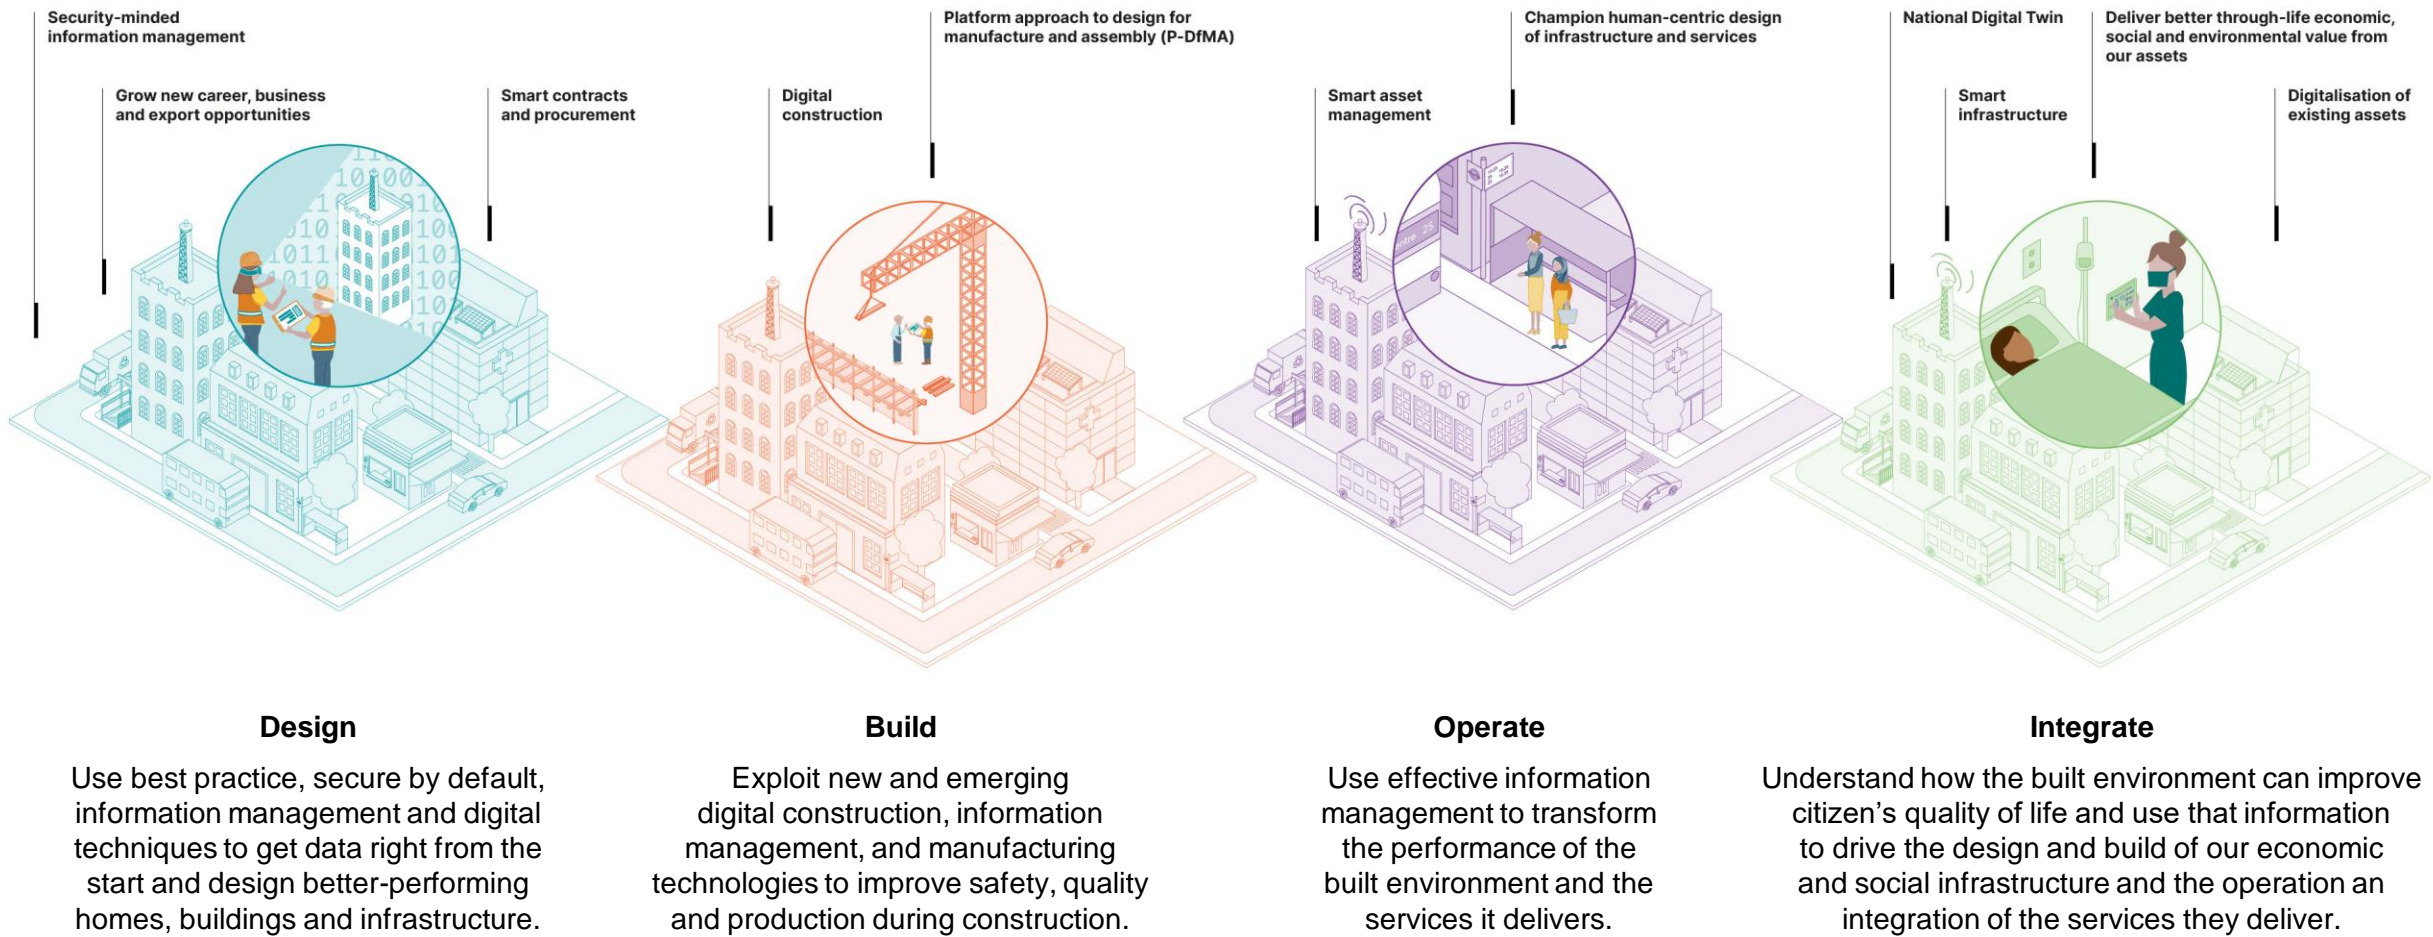 Security-minded
information management
Grow new career, business
and export opportunities
Smart contracts
and procurement
Digital
construction
Platform approach to design for
manufacture and assembly (P-DfMA)
Smart asset
management
Champion human-centric design
of infrastructure and services
National Digital Twin
Smart
infrastructure
Deliver better through-life economic,
social and environmental value from
our assets
Digitalisation of
existing assets
Design
Use best practice, secure by default,
information management and digital
techniques to get data right from the
start and design better-performing
homes, buildings and infrastructure.
Build
Exploit new and emerging
digital construction, information
management, and manufacturing
technologies to improve safety, quality
and production during construction.
Operate
Use effective information
management to transform
the performance of the
built environment and the
services it delivers.
Integrate
Understand how the built environment can improve
citizen’s quality of life and use that information
to drive the design and build of our economic
and social infrastructure and the operation an
integration of the services they deliver.